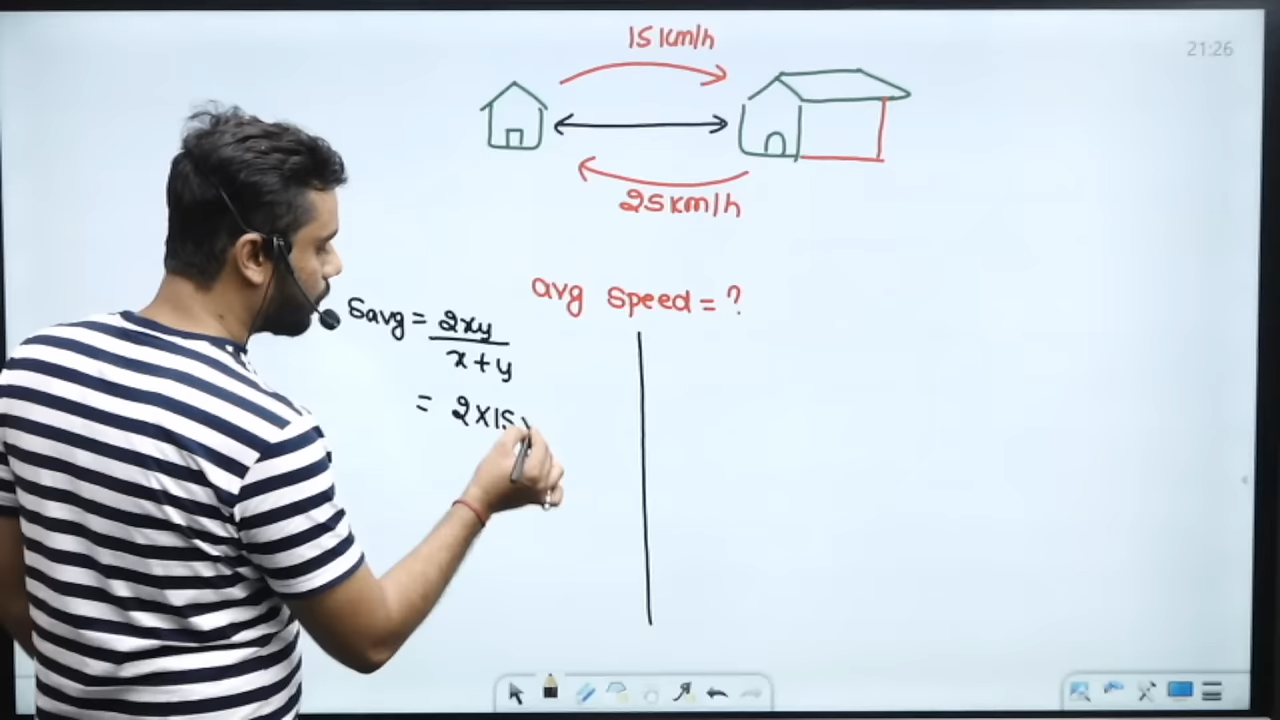 15 km/h
21:26
25 km/h
avg speed = ?
Savg = 2xy
x + y
= 2 × 15